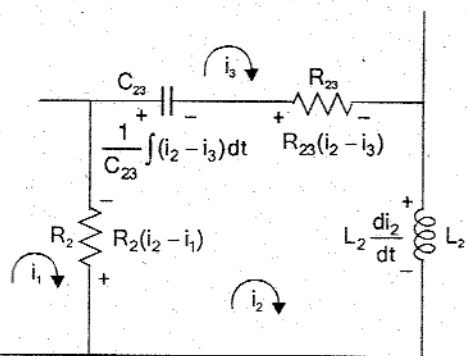 C₂₃
i₃
R₂₃
+ − + −
1/C₂₃ ∫(i₂ − i₃)dt
R₂₃(i₂ − i₃)
−
+
R₂
R₂(i₂ − i₁)
L₂ di₂/dt
L₂
i₁
+
−
i₂